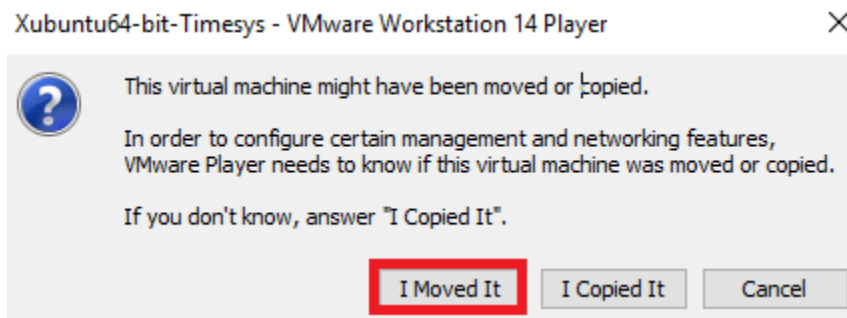 Xubuntu64-bit-Timesys - VMware Workstation 14 Player
This virtual machine might have been moved or copied.
In order to configure certain management and networking features,
VMware Player needs to know if this virtual machine was moved or copied.
If you don't know, answer "I Copied It".
I Moved It I Copied It Cancel